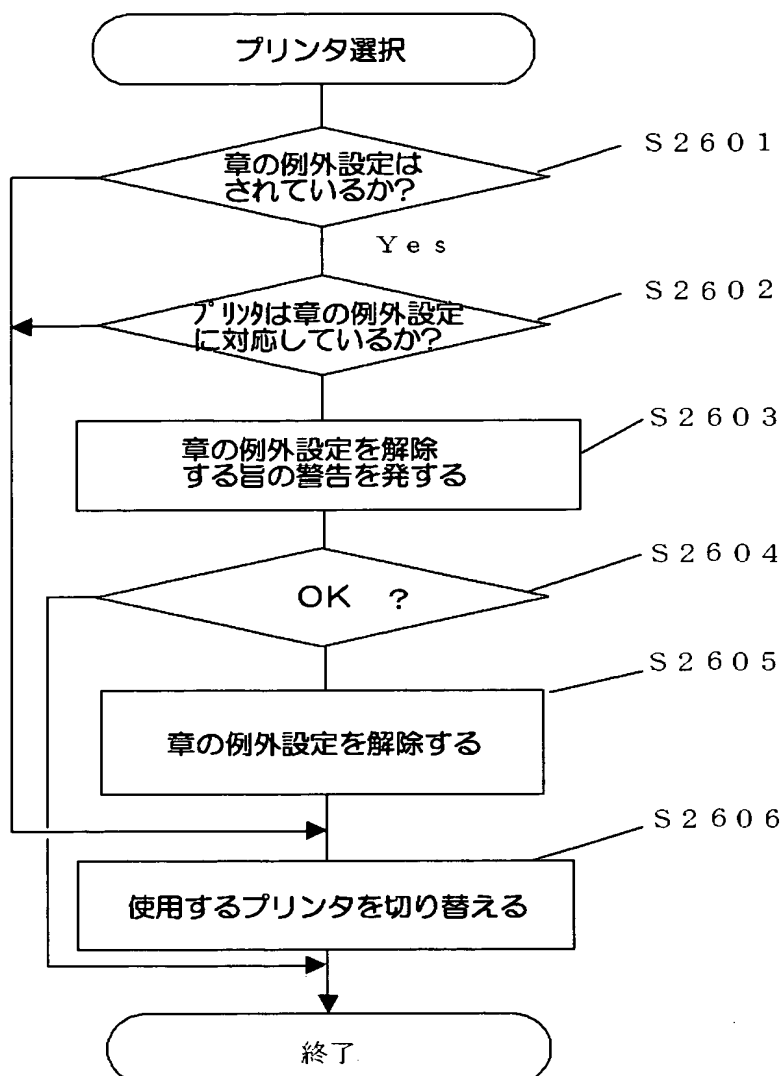 プリンタ選択
章の例外設定は
されているか?
S2601
Yes
プリンタは章の例外設定
に対応しているか?
S2602
章の例外設定を解除
する旨の警告を発する
S2603
OK ?
S2604
章の例外設定を解除する
S2605
使用するプリンタを切り替える
S2606
終了